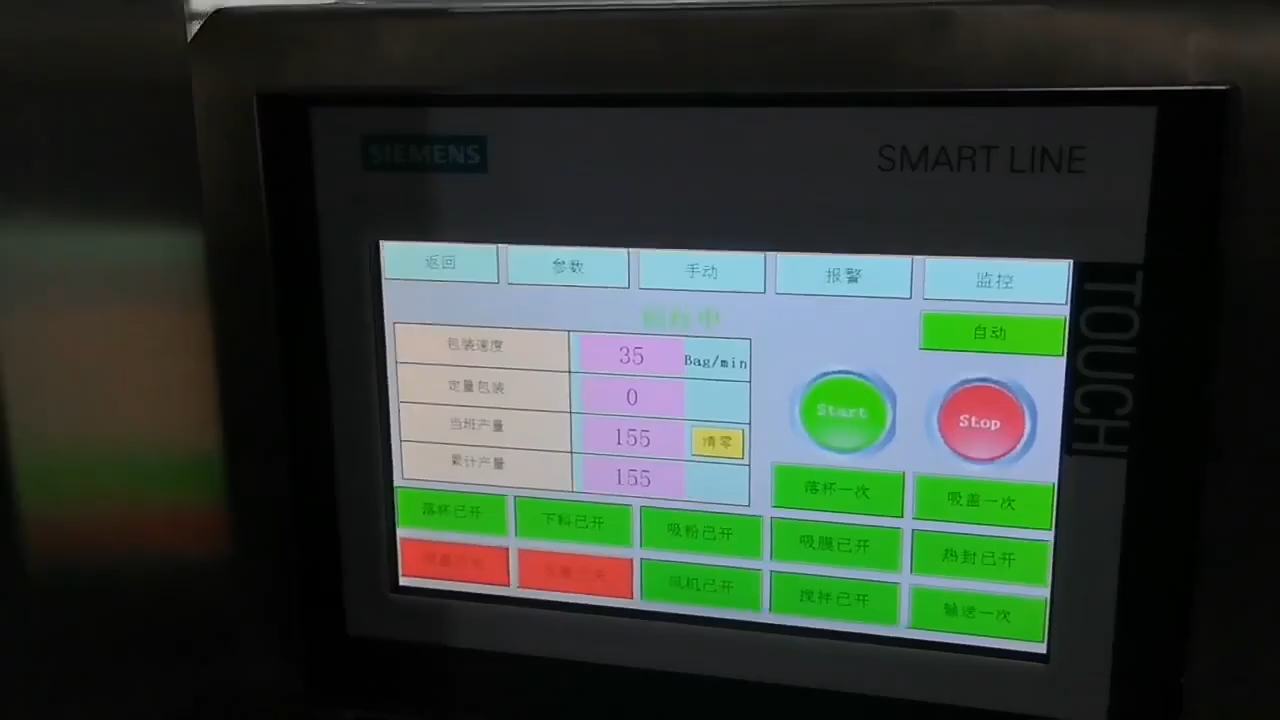 SIEMENS
SMART LINE
TOUCH
返回
参数
手动
报警
监控
自动
包装速度
35
Bag/min
定量包装
0
当班产量
155
清零
累计产量
155
Start
Stop
落杯一次
吸盖一次
落杯已开
下料已开
吸粉已开
吸膜已开
热封已开
风机已开
搅拌已开
输送一次